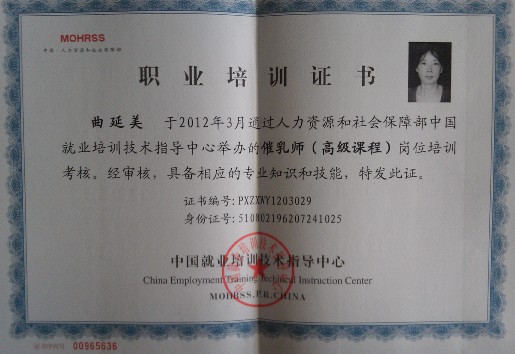 MOHRSS
职业培训证书
曲延美 于2012年3月通过人力资源和社会保障部中国
就业培训技术指导中心举办的催乳师（高级课程）岗位培训
考核。经审核，具备相应的专业知识和技能，特发此证。
证书编号：PXZXWY1203029
身份证号：510802196207241025
中国就业培训技术指导中心
China Employment Training Technical Instruction Center
MOHRSS.P.R.CHINA
00965636